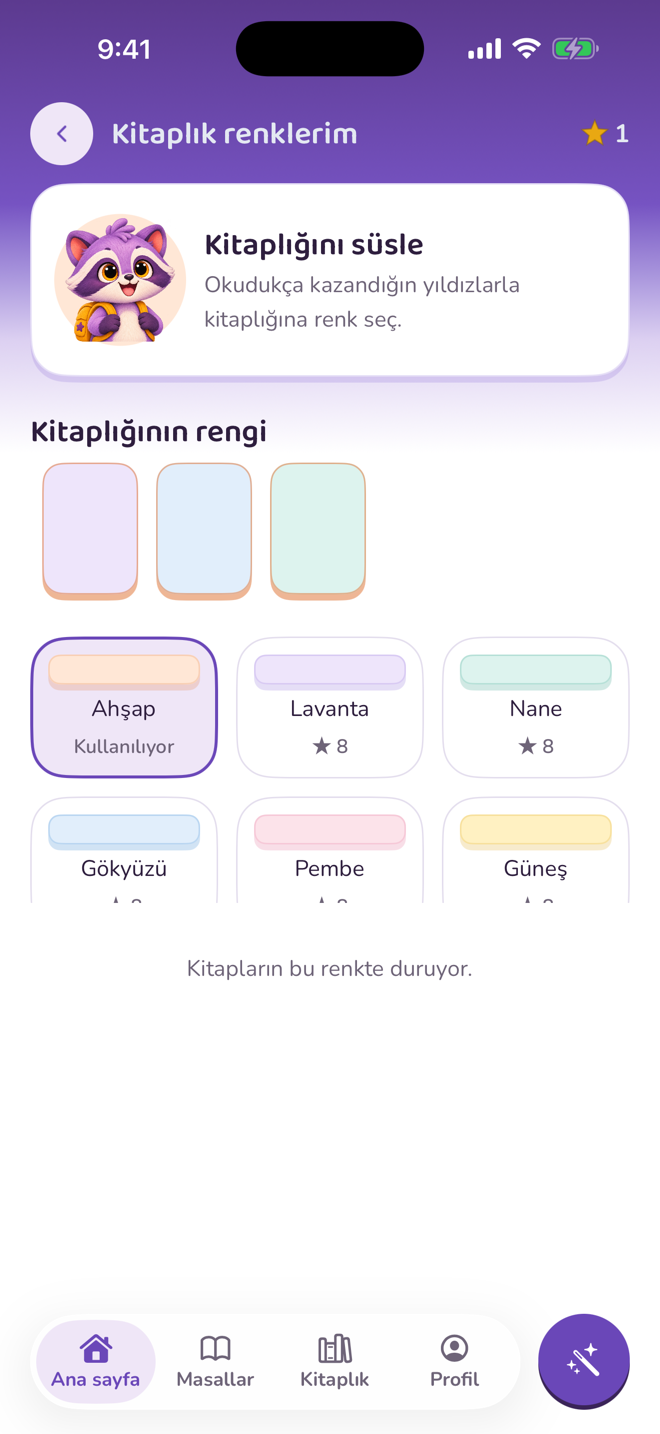 9:41
Kitaplık renklerim
★ 1
Kitaplığını süsle
Okudukça kazandığın yıldızlarla
kitaplığına renk seç.
Kitaplığının rengi
Ahşap
Lavanta
Nane
Kullanılıyor
★ 8
★ 8
Gökyüzü
Pembe
Güneş
Kitapların bu renkte duruyor.
Ana sayfa
Masallar
Kitaplık
Profil